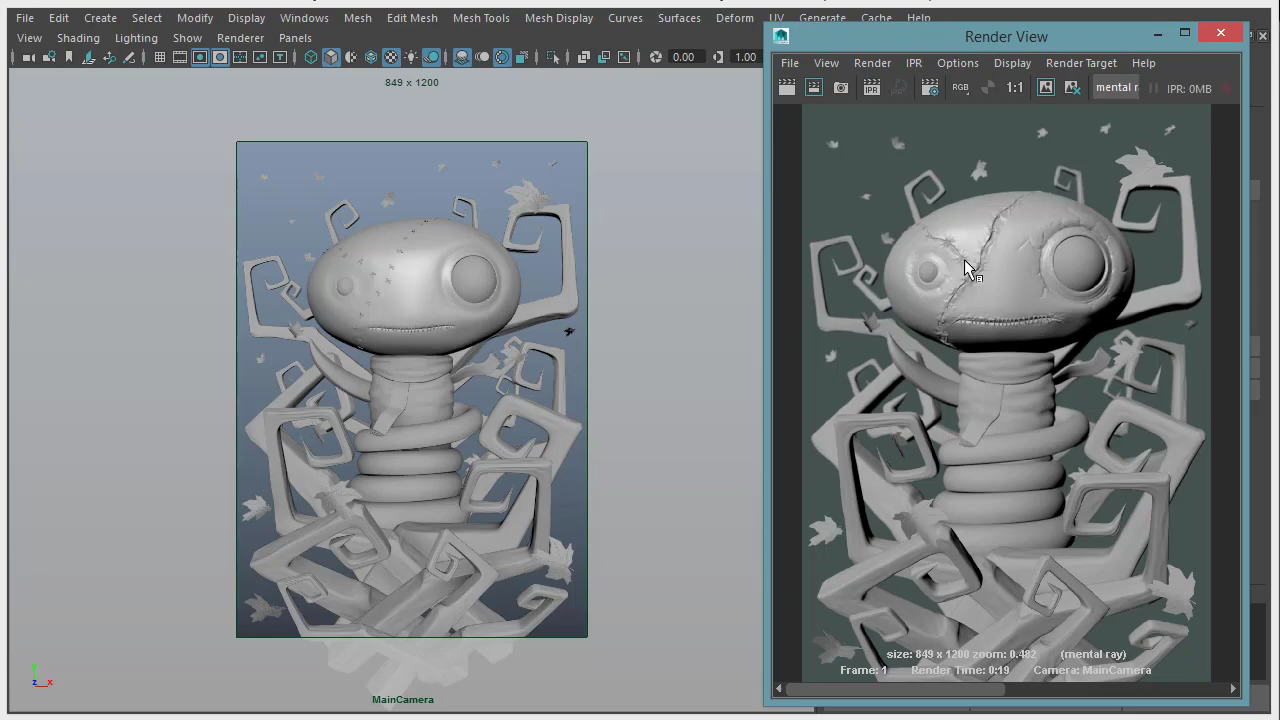 File Edit Create Select Modify Display Windows Mesh Edit Mesh Mesh Tools Mesh Display Curves Surfaces Deform UV Generate Cache Help
View Shading Lighting Show Renderer Panels
0.00 1.00
849 x 1200
MainCamera
y
z x
Render View
File View Render IPR Options Display Render Target Help
IPR RGB 1:1 mental r IPR: 0MB
size: 849 x 1200 zoom: 0.482 (mental ray)
Frame: 1 Render Time: 0:19 Camera: MainCamera